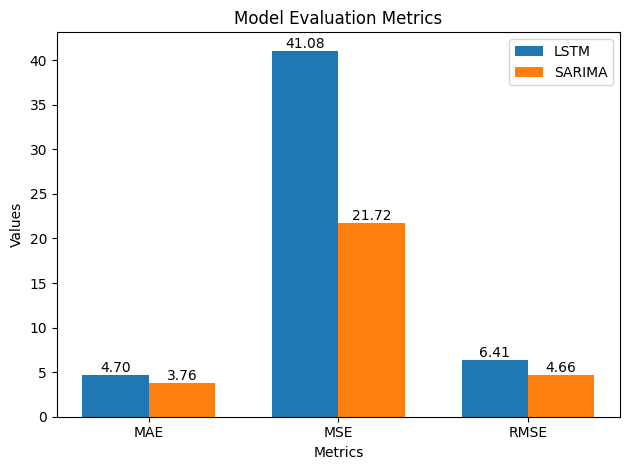 Model Evaluation Metrics
LSTM
SARIMA
41.08
21.72
4.70
3.76
6.41
4.66
Values
40
35
30
25
20
15
10
5
0
MAE
MSE
RMSE
Metrics